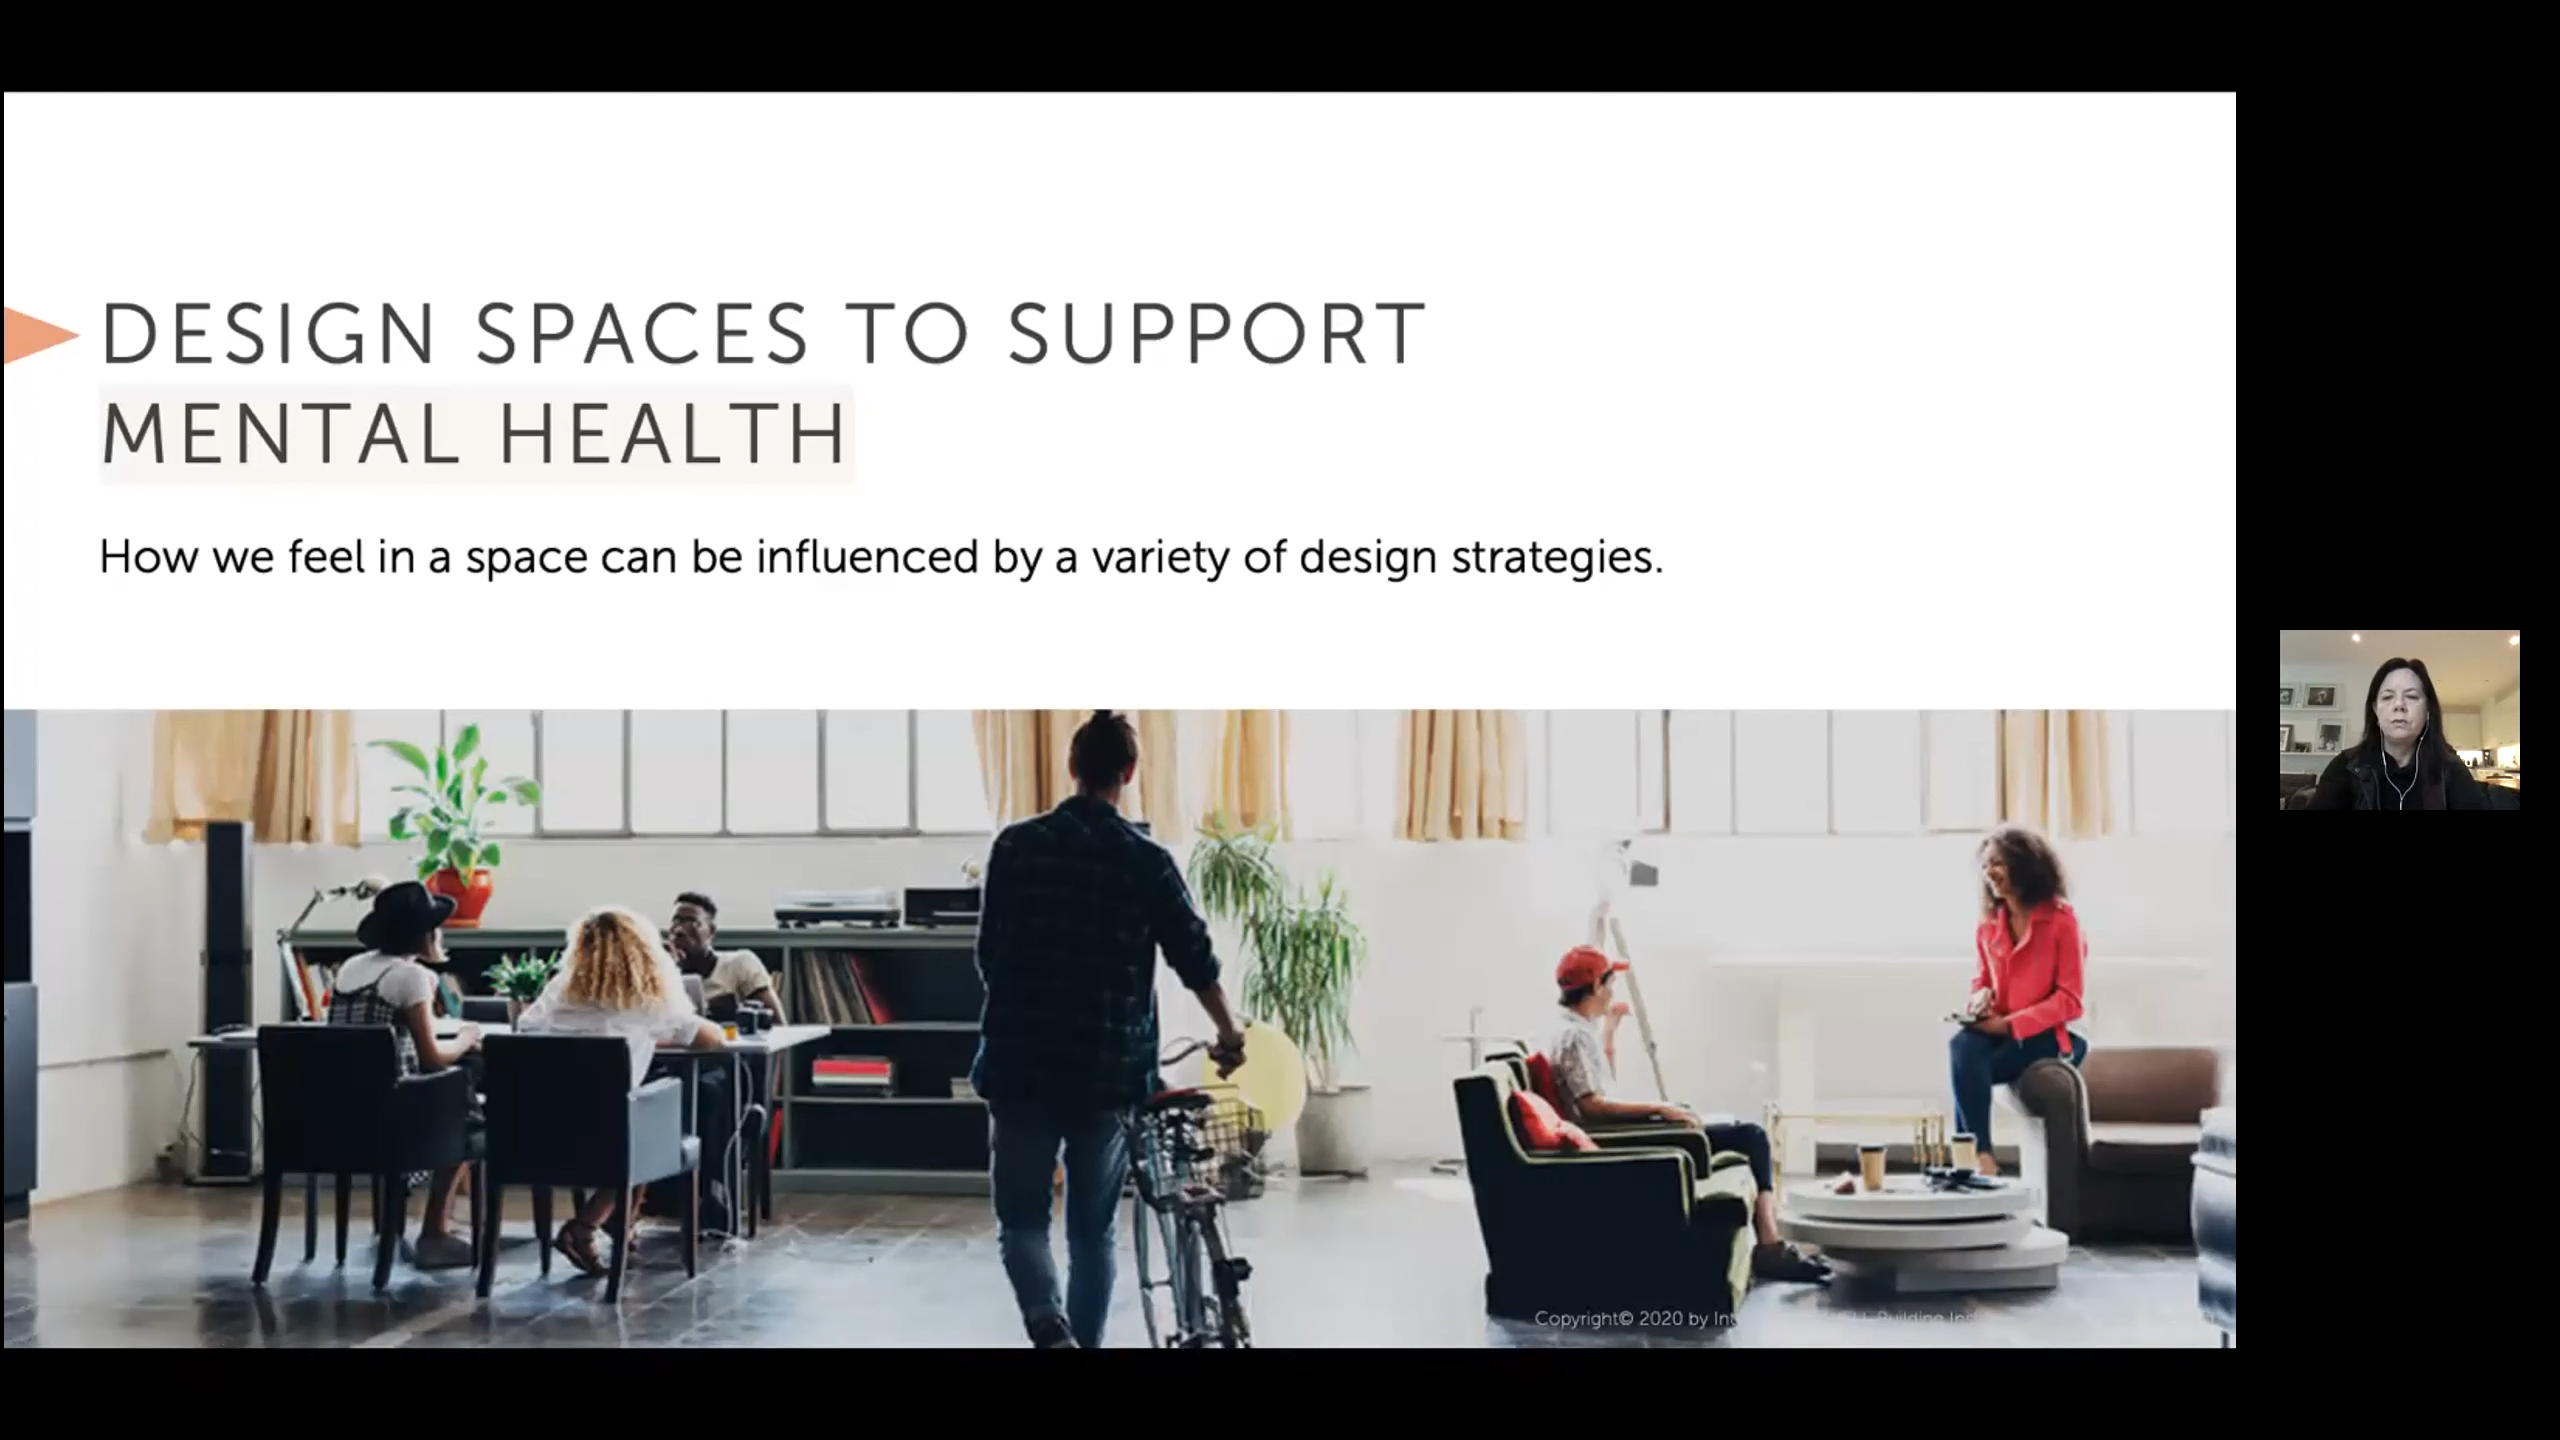 DESIGN SPACES TO SUPPORT
MENTAL HEALTH
How we feel in a space can be influenced by a variety of design strategies.
Copyright© 2020 by Building